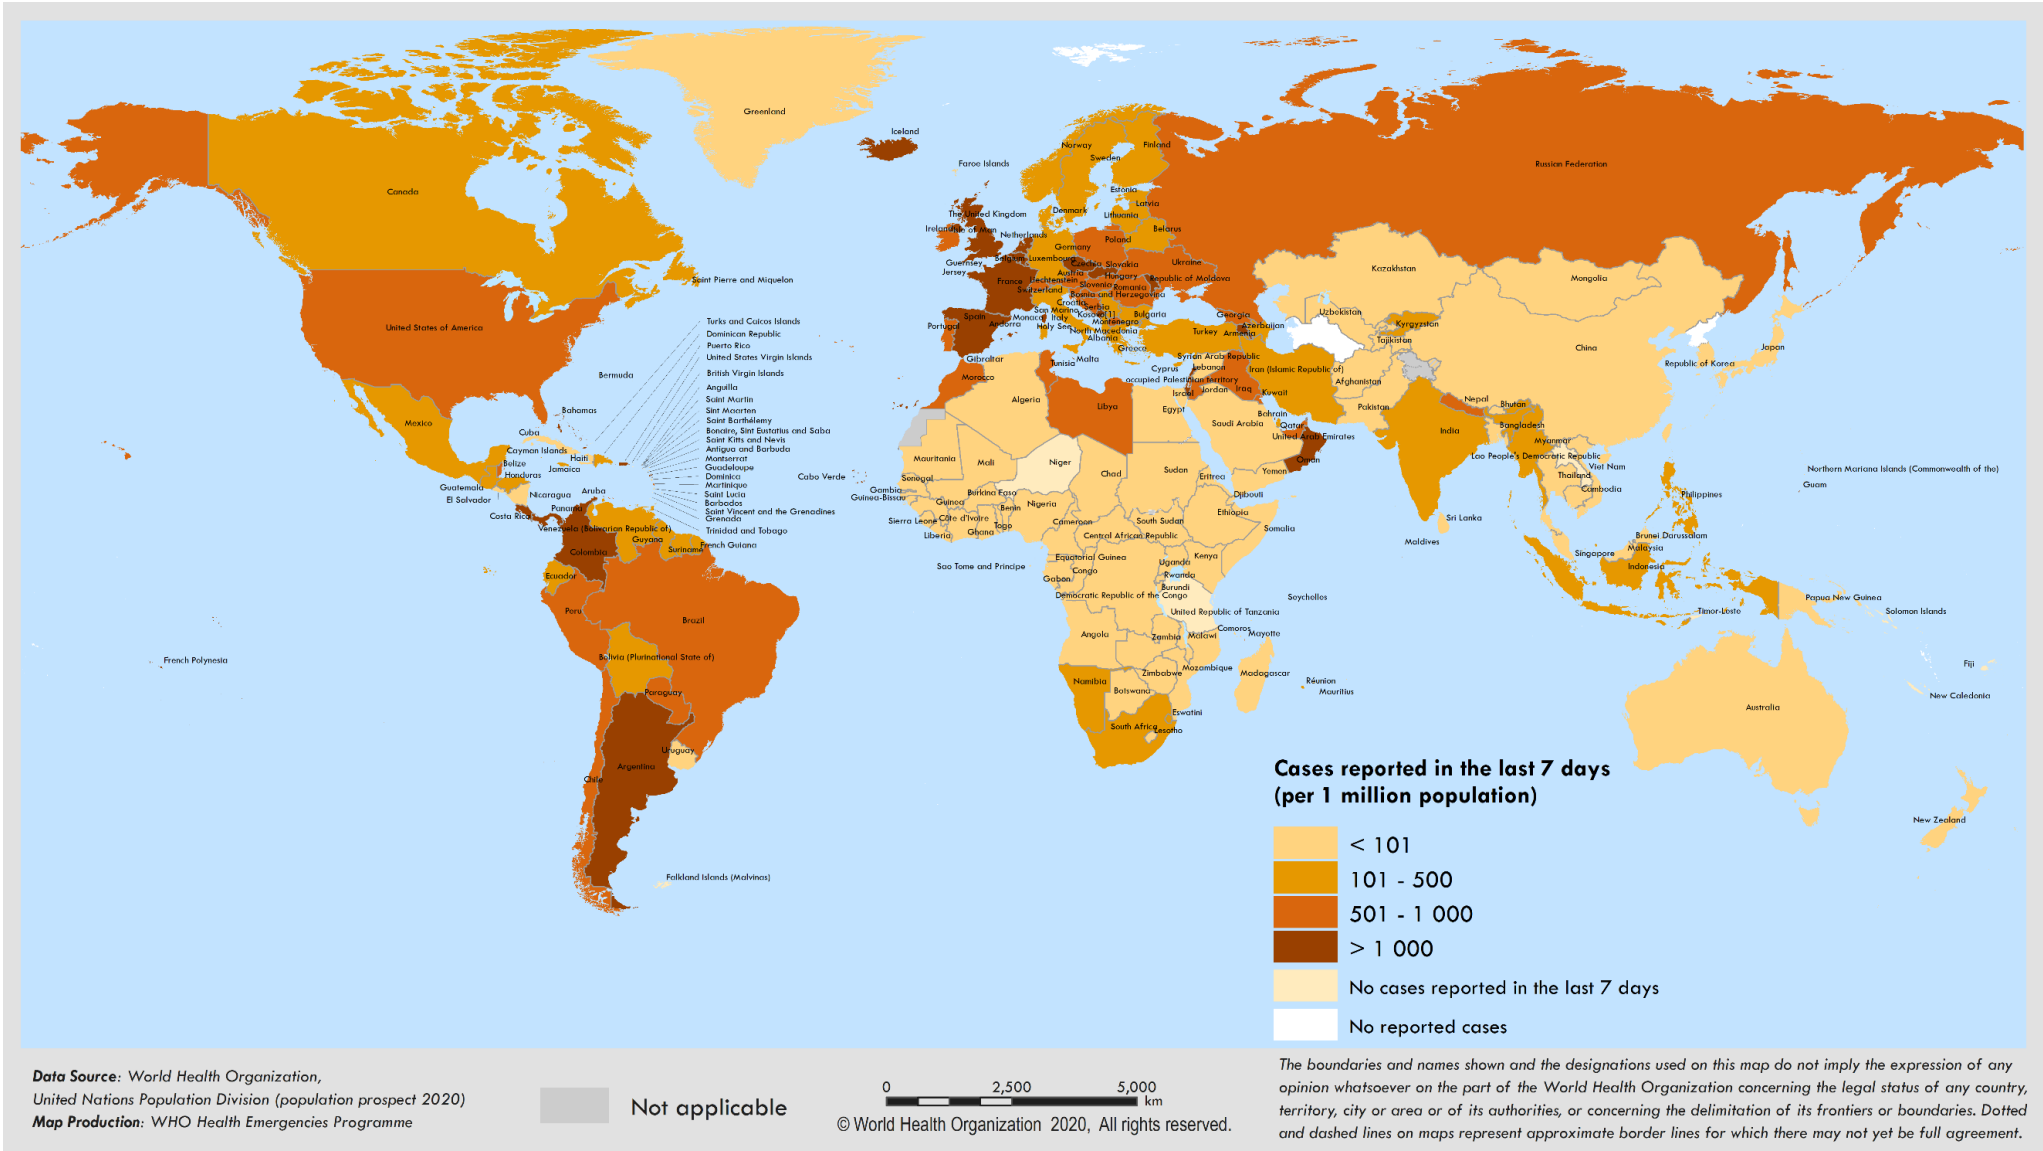 Greenland
Iceland
Faroe Islands
Norway
Sweden
Finland
Russian Federation
Canada
Estonia
Latvia
Denmark
Lithuania
The United Kingdom
Ireland
Isle of Man
Netherlands
Belarus
Poland
Germany
Guernsey
Belgium
Luxembourg
Jersey
Czechia
Slovakia
Ukraine
Kazakhstan
Mongolia
Austria
Hungary
Republic of Moldova
France
Liechtenstein
Slovenia
Romania
Switzerland
Bosnia and Herzegovina
Croatia
Serbia
San Marino
Kosovo[1]
Bulgaria
Georgia
Uzbekistan
Saint Pierre and Miquelon
Spain
Monaco
Italy
Montenegro
Azerbaijan
Kyrgyzstan
Portugal
Andorra
Holy See
North Macedonia
Turkey
Armenia
Tajikistan
Albania
Greece
China
Japan
United States of America
Gibraltar
Tunisia
Malta
Syrian Arab Republic
Cyprus
Lebanon
Iran (Islamic Republic of)
Republic of Korea
Turks and Caicos Islands
Dominican Republic
Puerto Rico
United States Virgin Islands
British Virgin Islands
Anguilla
Saint Martin
Sint Maarten
Saint Barthélemy
Bonaire, Sint Eustatius and Saba
Saint Kitts and Nevis
Antigua and Barbuda
Montserrat
Guadeloupe
Dominica
Martinique
Saint Lucia
Barbados
Saint Vincent and the Grenadines
Grenada
Trinidad and Tobago
Bermuda
Morocco
occupied Palestinian territory
Afghanistan
Israel
Jordan
Iraq
Kuwait
Algeria
Libya
Egypt
Bahrain
Pakistan
Nepal
Bhutan
Saudi Arabia
Qatar
United Arab Emirates
India
Bangladesh
Myanmar
Mexico
Bahamas
Cuba
Cayman Islands
Haiti
Belize
Jamaica
Honduras
Guatemala
El Salvador
Nicaragua
Aruba
Costa Rica
Panama
Venezuela (Bolivarian Republic of)
Guyana
Suriname
French Guiana
Colombia
Ecuador
Peru
Brazil
Bolivia (Plurinational State of)
Paraguay
Uruguay
Argentina
Chile
Falkland Islands (Malvinas)
French Polynesia
Cabo Verde
Mauritania
Mali
Niger
Chad
Sudan
Eritrea
Yemen
Oman
Lao People's Democratic Republic
Viet Nam
Thailand
Cambodia
Philippines
Northern Mariana Islands (Commonwealth of the)
Guam
Senegal
Gambia
Guinea-Bissau
Burkina Faso
Guinea
Benin
Nigeria
Djibouti
Ethiopia
Sierra Leone
Côte d'Ivoire
Togo
Ghana
Liberia
Cameroon
South Sudan
Central African Republic
Somalia
Sri Lanka
Maldives
Brunei Darussalam
Malaysia
Singapore
Indonesia
Sao Tome and Principe
Equatorial Guinea
Congo
Gabon
Uganda
Kenya
Rwanda
Burundi
Democratic Republic of the Congo
United Republic of Tanzania
Seychelles
Timor-Leste
Papua New Guinea
Solomon Islands
Angola
Zambia
Malawi
Comoros
Mayotte
Mozambique
Zimbabwe
Madagascar
Réunion
Mauritius
Namibia
Botswana
Eswatini
South Africa
Lesotho
Fiji
New Caledonia
Australia
New Zealand
Cases reported in the last 7 days
(per 1 million population)
< 101
101 - 500
501 - 1 000
> 1 000
No cases reported in the last 7 days
No reported cases
Data Source: World Health Organization,
United Nations Population Division (population prospect 2020)
Map Production: WHO Health Emergencies Programme
Not applicable
0 2,500 5,000
km
© World Health Organization 2020, All rights reserved.
The boundaries and names shown and the designations used on this map do not imply the expression of any
opinion whatsoever on the part of the World Health Organization concerning the legal status of any country,
territory, city or area or of its authorities, or concerning the delimitation of its frontiers or boundaries. Dotted
and dashed lines on maps represent approximate border lines for which there may not yet be full agreement.